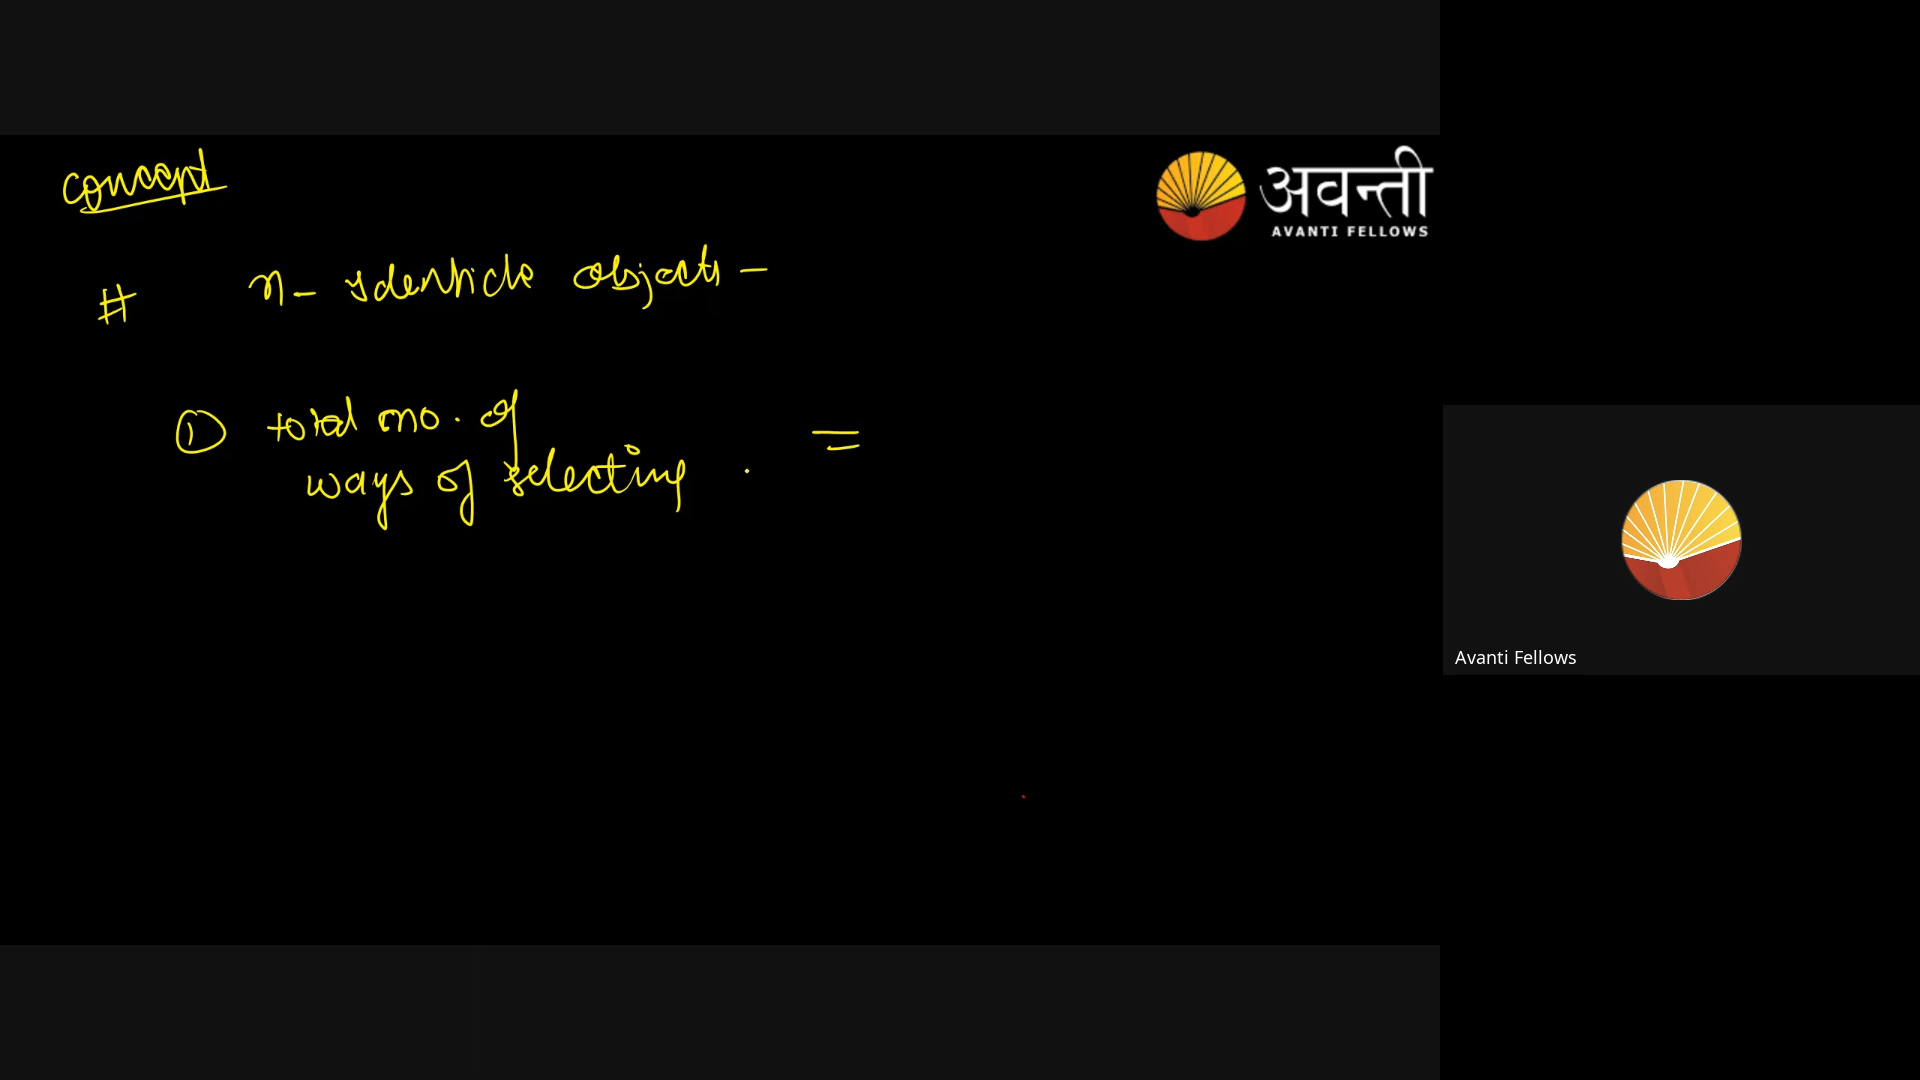 concept
अवन्ती
AVANTI FELLOWS
# n - Identicle objects -
① total no. of
ways of selecting . =
Avanti Fellows